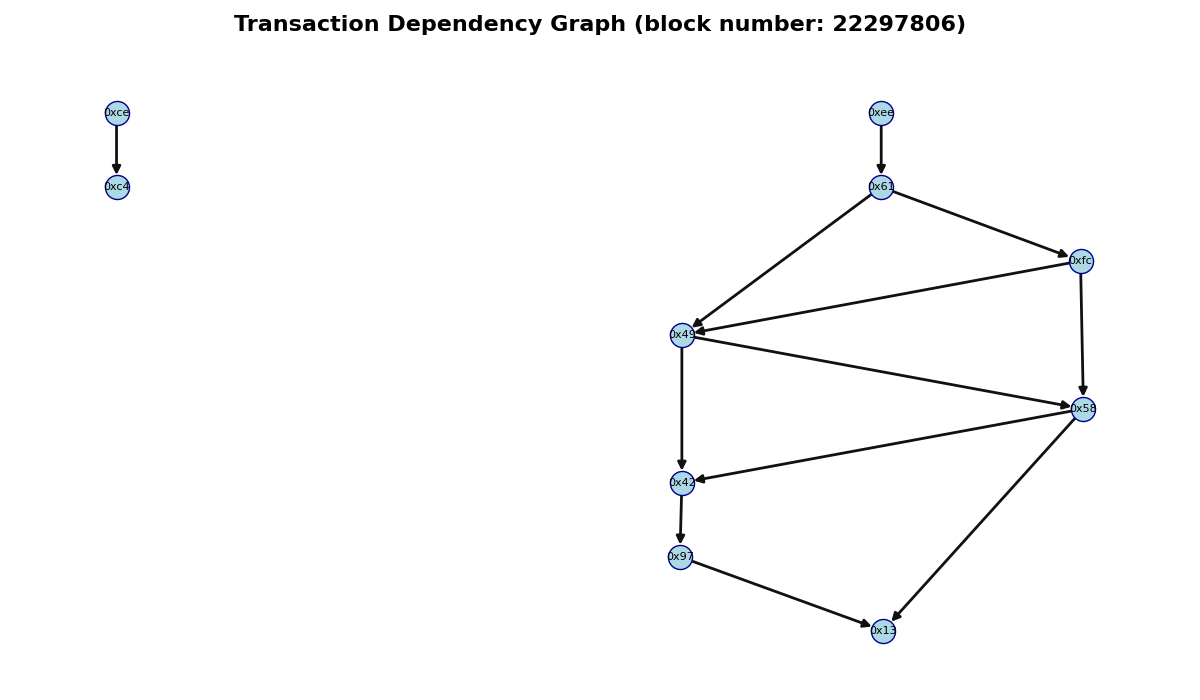 Transaction Dependency Graph (block number: 22297806)
0xce
0xee
0xc4
0x61
0xfc
0x49
0x58
0x42
0x97
0x13